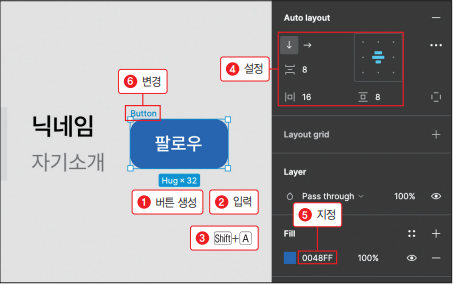 Auto layout
8
④ 설정
⑥ 변경
16
8
Button
닉네임
팔로우
자기소개
Layout grid
Hug × 32
Layer
① 버튼 생성
② 입력
Pass through
100%
⑤ 지정
③ Shift+A
Fill
0048FF
100%